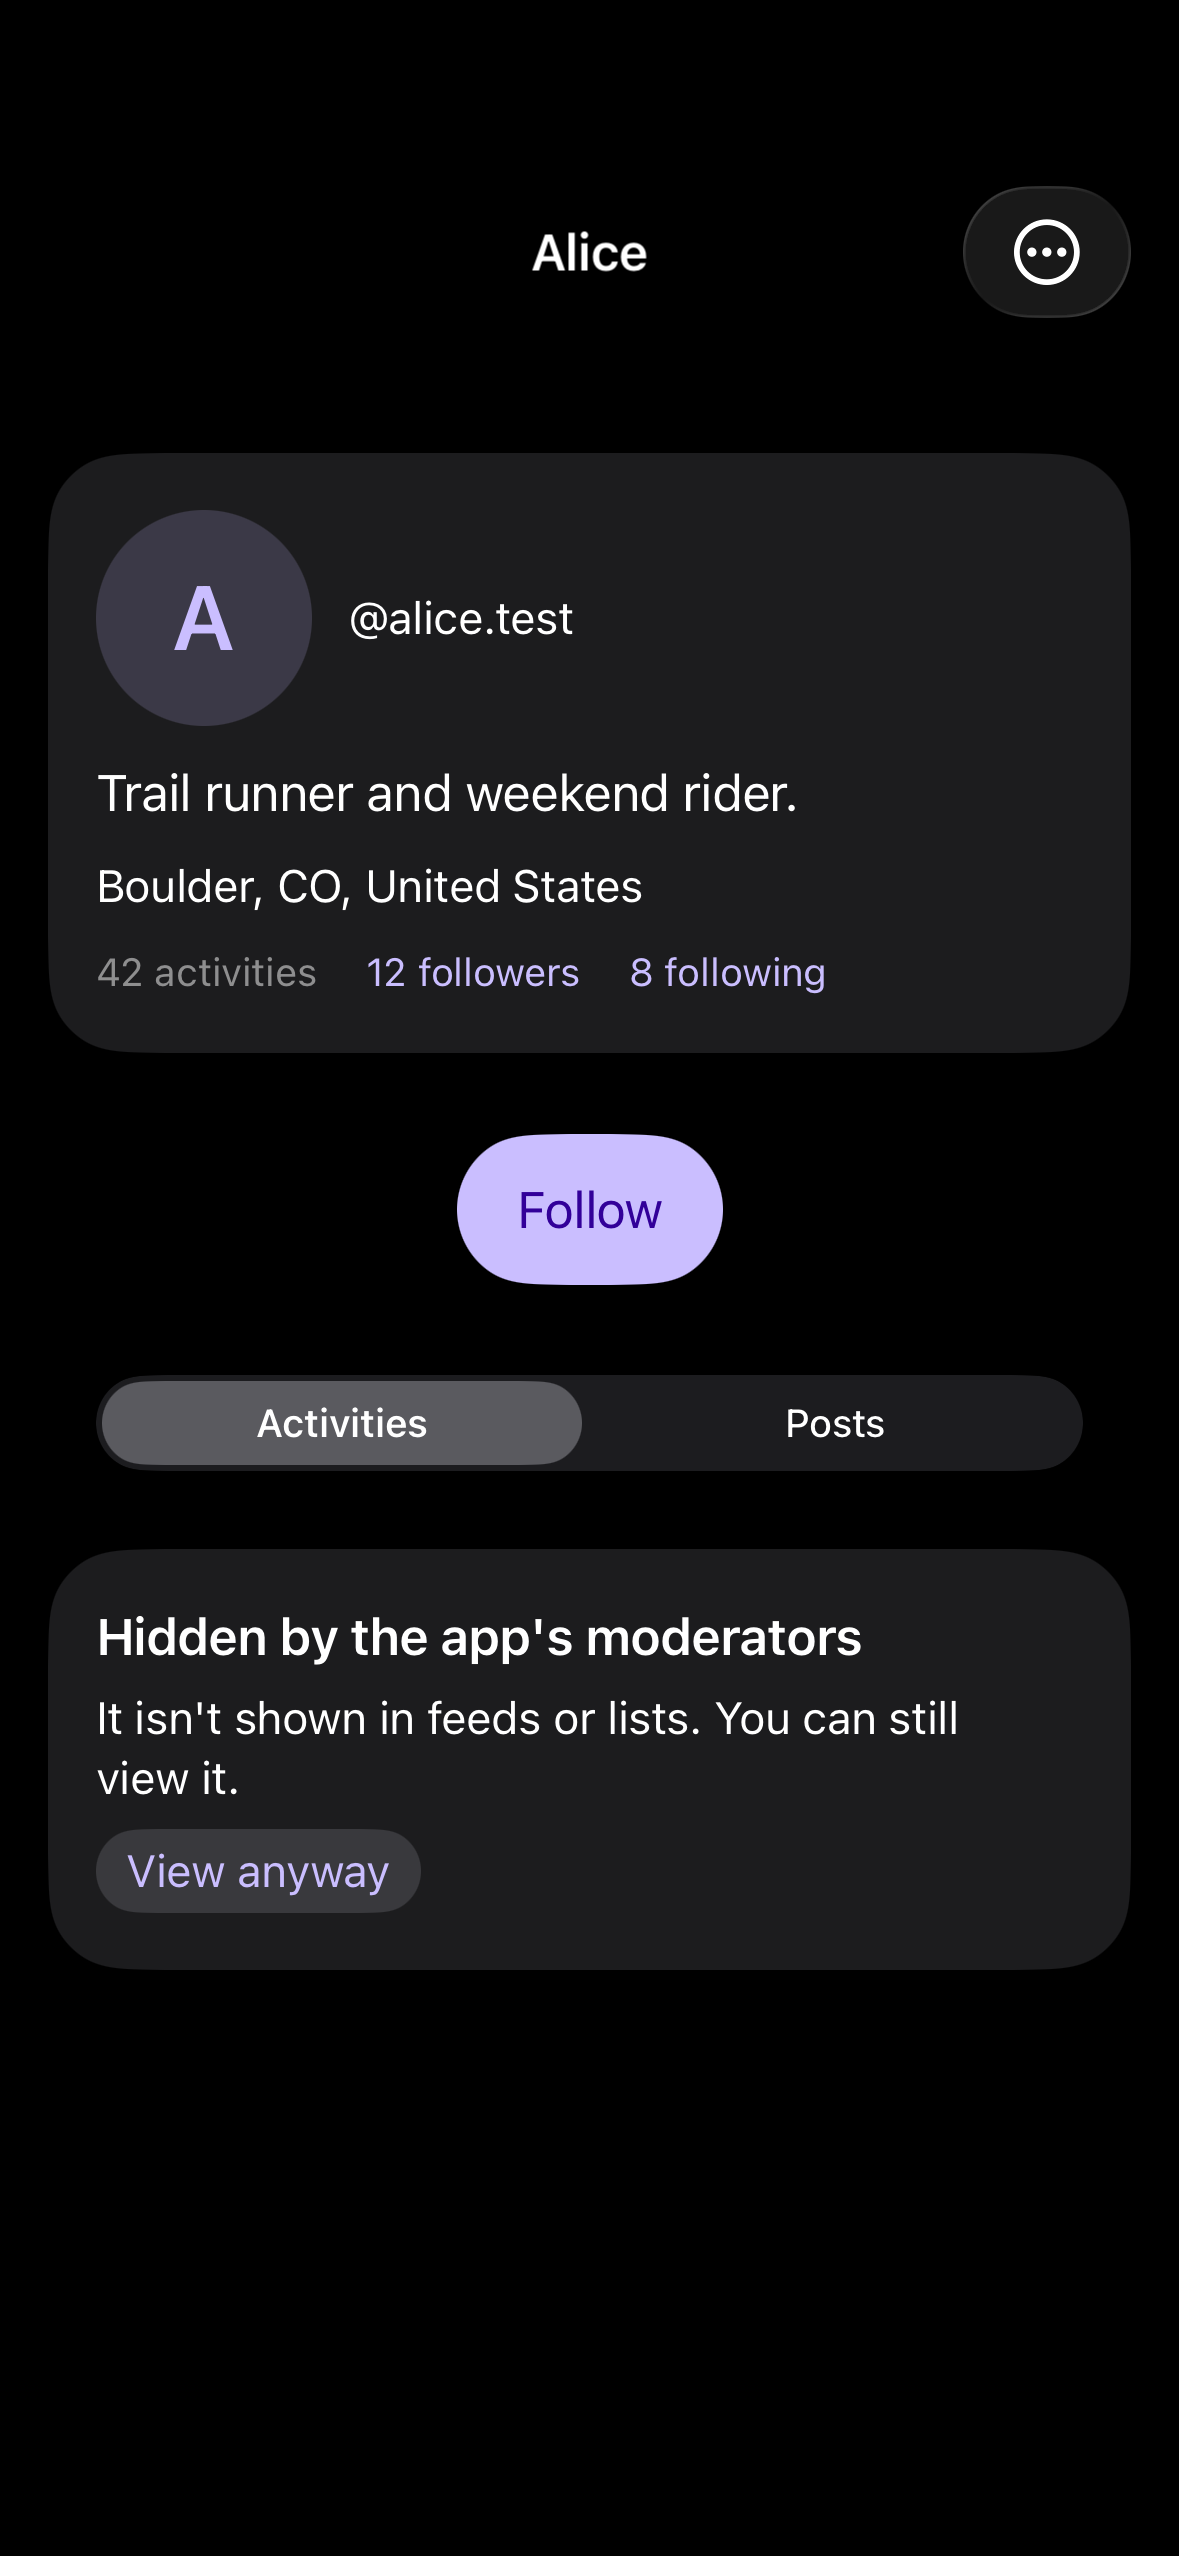 Alice
A
@alice.test
Trail runner and weekend rider.
Boulder, CO, United States
42 activities 12 followers 8 following
Follow
Activities Posts
Hidden by the app's moderators
It isn't shown in feeds or lists. You can still
view it.
View anyway